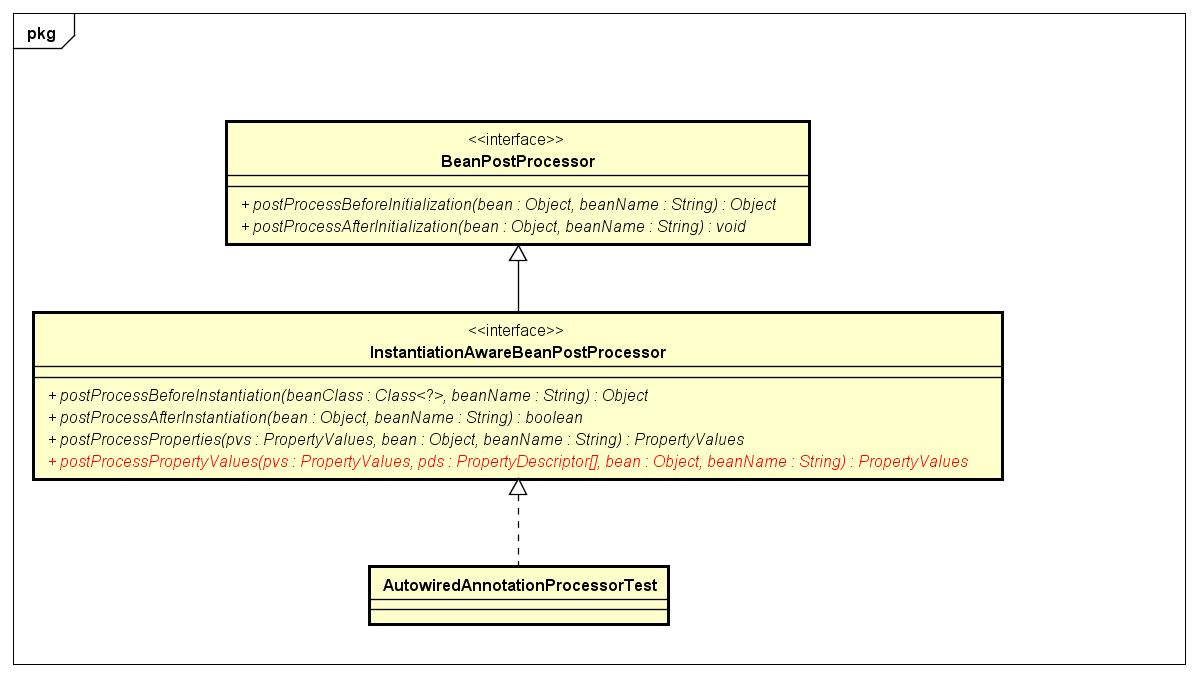 pkg
<<interface>>
BeanPostProcessor
+ postProcessBeforeInitialization(bean : Object, beanName : String) : Object
+ postProcessAfterInitialization(bean : Object, beanName : String) : void
<<interface>>
InstantiationAwareBeanPostProcessor
+ postProcessBeforeInstantiation(beanClass : Class<?>, beanName : String) : Object
+ postProcessAfterInstantiation(bean : Object, beanName : String) : boolean
+ postProcessProperties(pvs : PropertyValues, bean : Object, beanName : String) : PropertyValues
+ postProcessPropertyValues(pvs : PropertyValues, pds : PropertyDescriptor[], bean : Object, beanName : String) : PropertyValues
AutowiredAnnotationProcessorTest